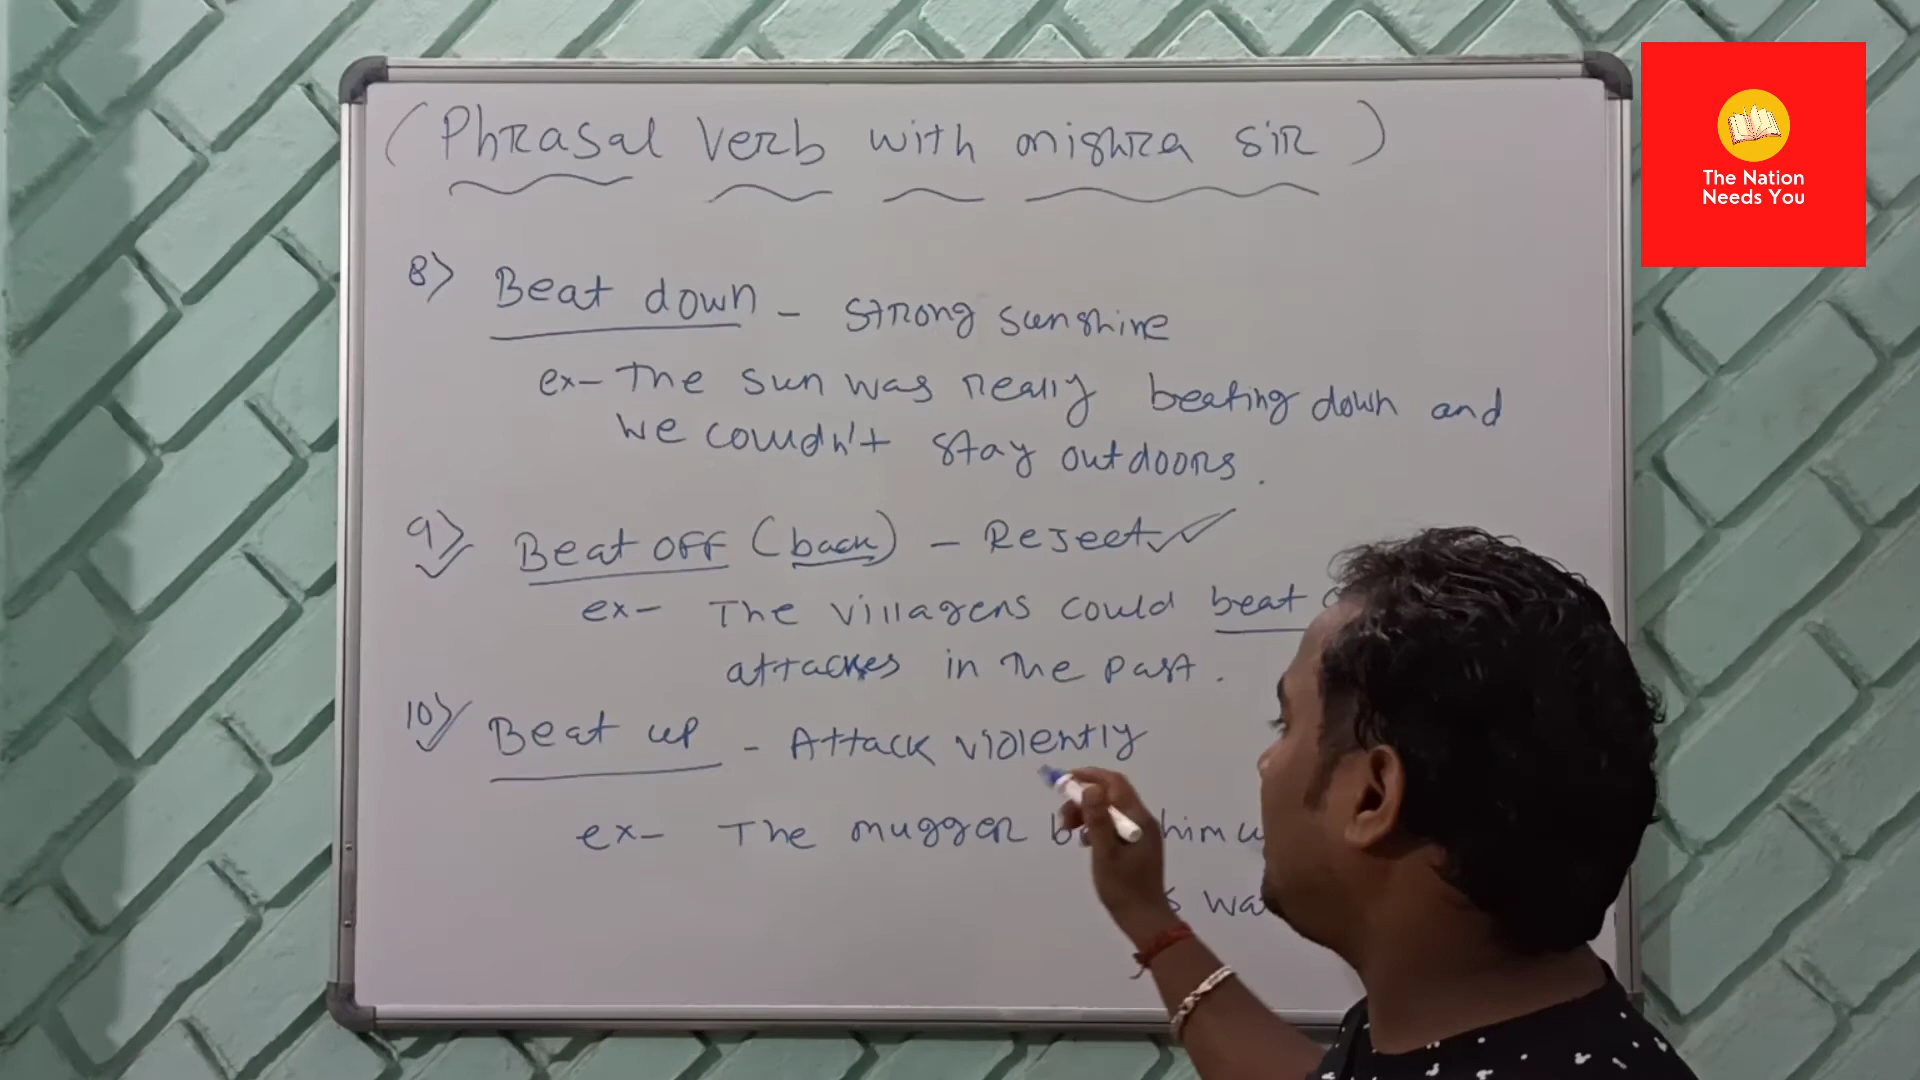 (Phrasal Verb with mishra sir)
The Nation
Needs You
8) Beat down - strong sunshine
ex- The sun was really beating down and
we couldn't stay outdoors.
9) Beat OFF (back) - Reject
ex- The villagers could beat
attackes in the past.
10) Beat up - Attack violently
ex- The mugger him